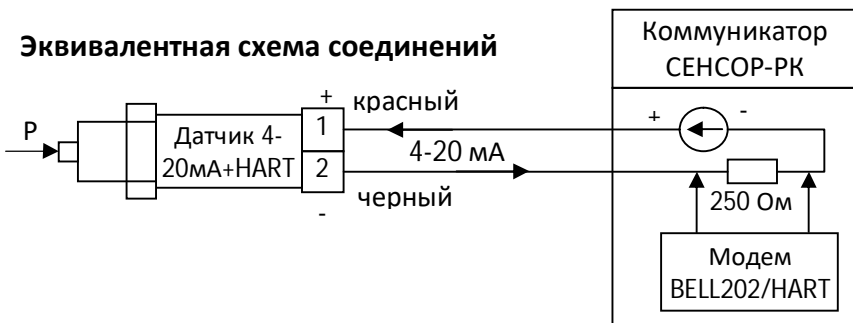 Эквивалентная схема соединений
Коммуникатор
СЕНСОР-РК
P
Датчик 4-
20мА+HART
+
1
2
-
красный
4-20 мА
черный
+
-
250 Ом
Модем
BELL202/HART